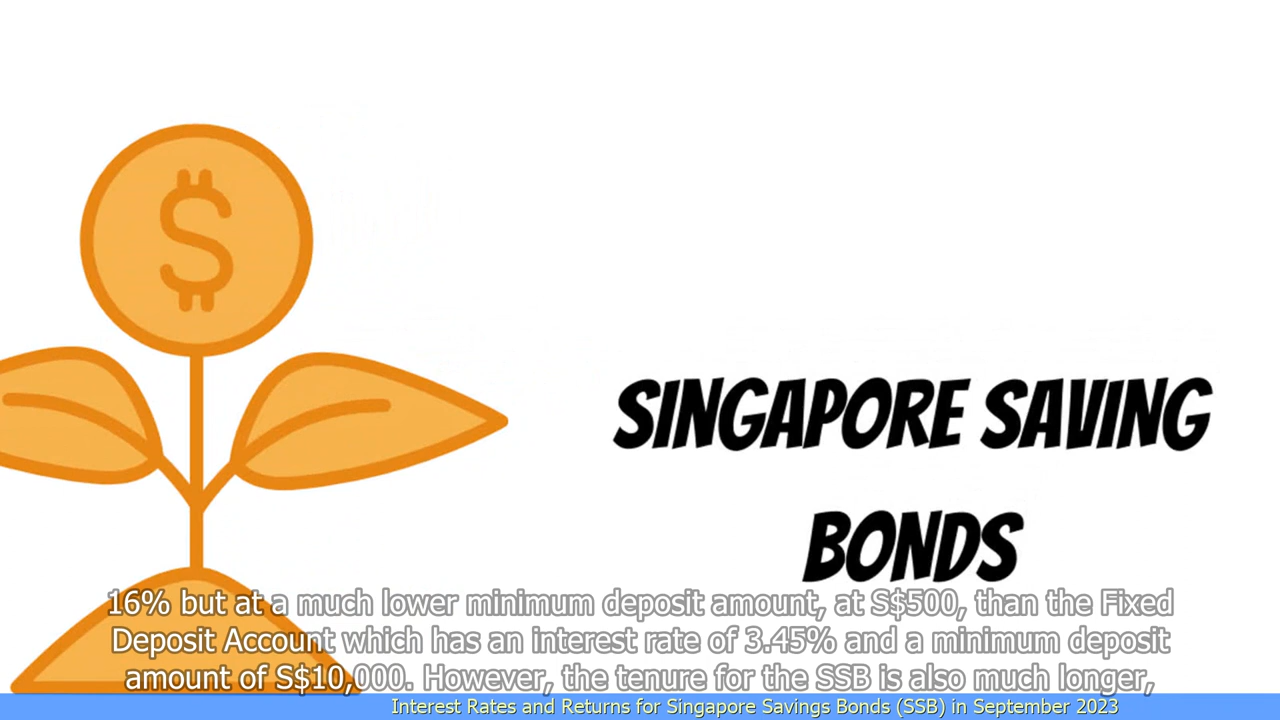 $
SINGAPORE SAVING
BONDS
16% but at a much lower minimum deposit amount, at S$500, than the Fixed
Deposit Account which has an interest rate of 3.45% and a minimum deposit
amount of S$10,000. However, the tenure for the SSB is also much longer,
Interest Rates and Returns for Singapore Savings Bonds (SSB) in September 2023